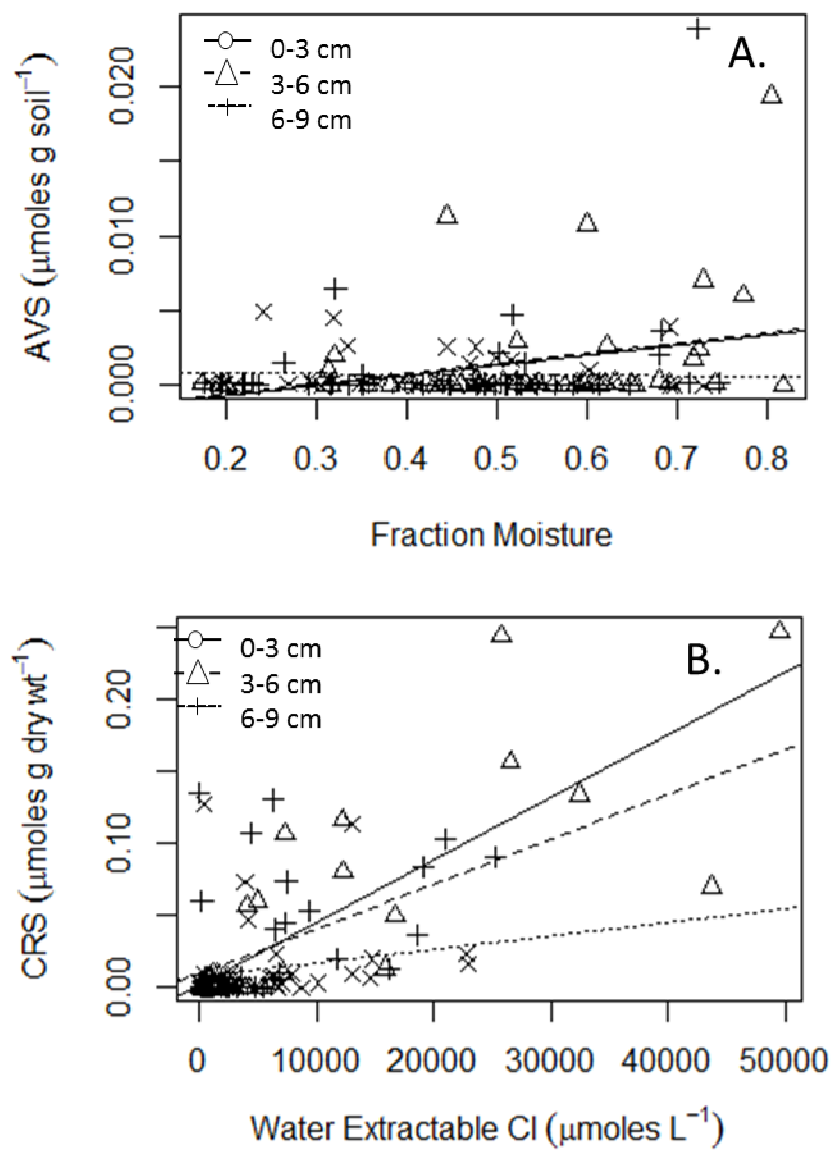 A.
0-3 cm
3-6 cm
6-9 cm
AVS (μmoles g soil⁻¹)
0.020
0.010
0.000
0.2 0.3 0.4 0.5 0.6 0.7 0.8
Fraction Moisture
B.
0-3 cm
3-6 cm
6-9 cm
CRS (μmoles g dry wt⁻¹)
0.20
0.10
0.00
0 10000 20000 30000 40000 50000
Water Extractable Cl (μmoles L⁻¹)